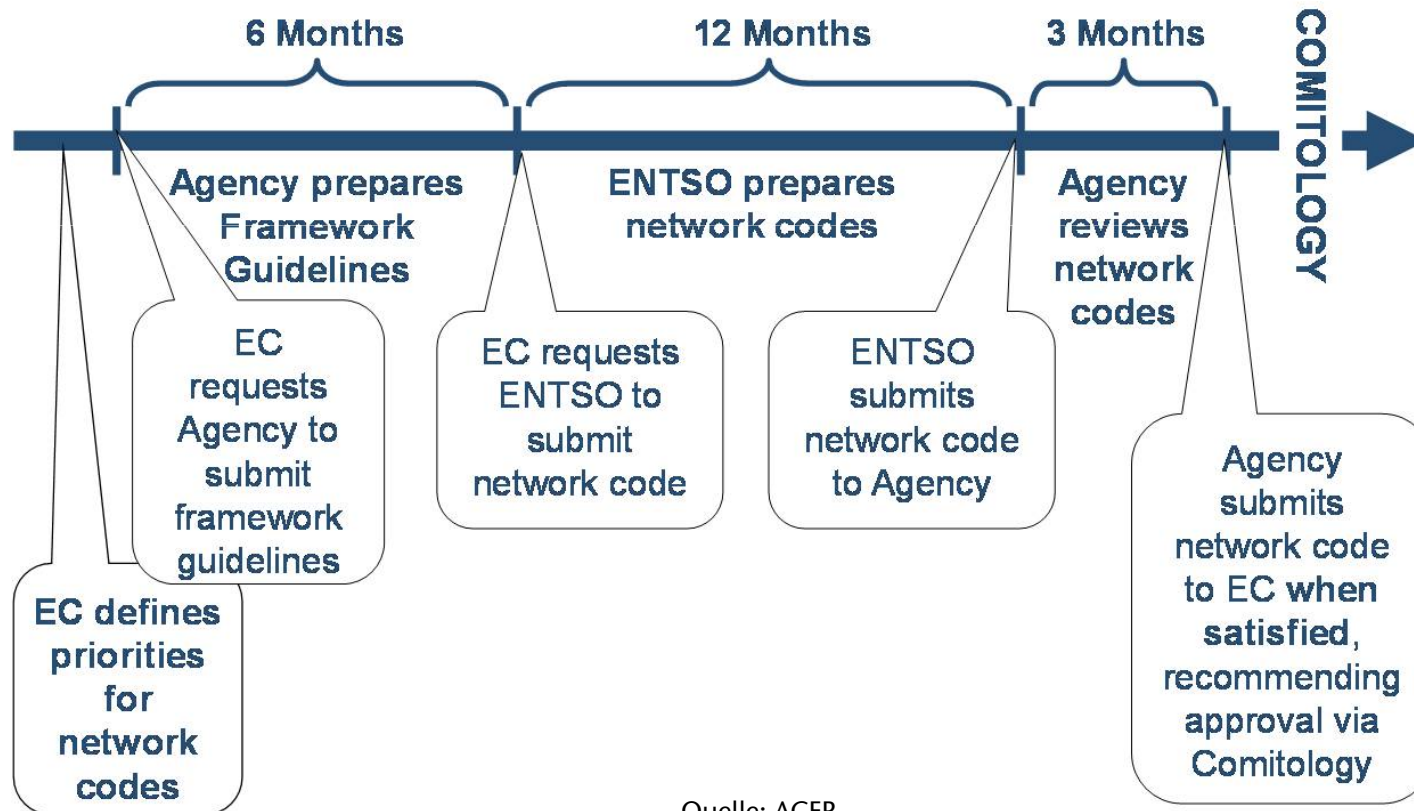 6 Months
12 Months
3 Months
COMITOLOGY
Agency prepares
Framework
Guidelines
ENTSO prepares
network codes
Agency
reviews
network
codes
EC defines
priorities
for
network
codes
EC
requests
Agency to
submit
framework
guidelines
EC requests
ENTSO to
submit
network code
ENTSO
submits
network code
to Agency
Agency
submits
network code
to EC when
satisfied,
recommending
approval via
Comitology
Quelle: ACER